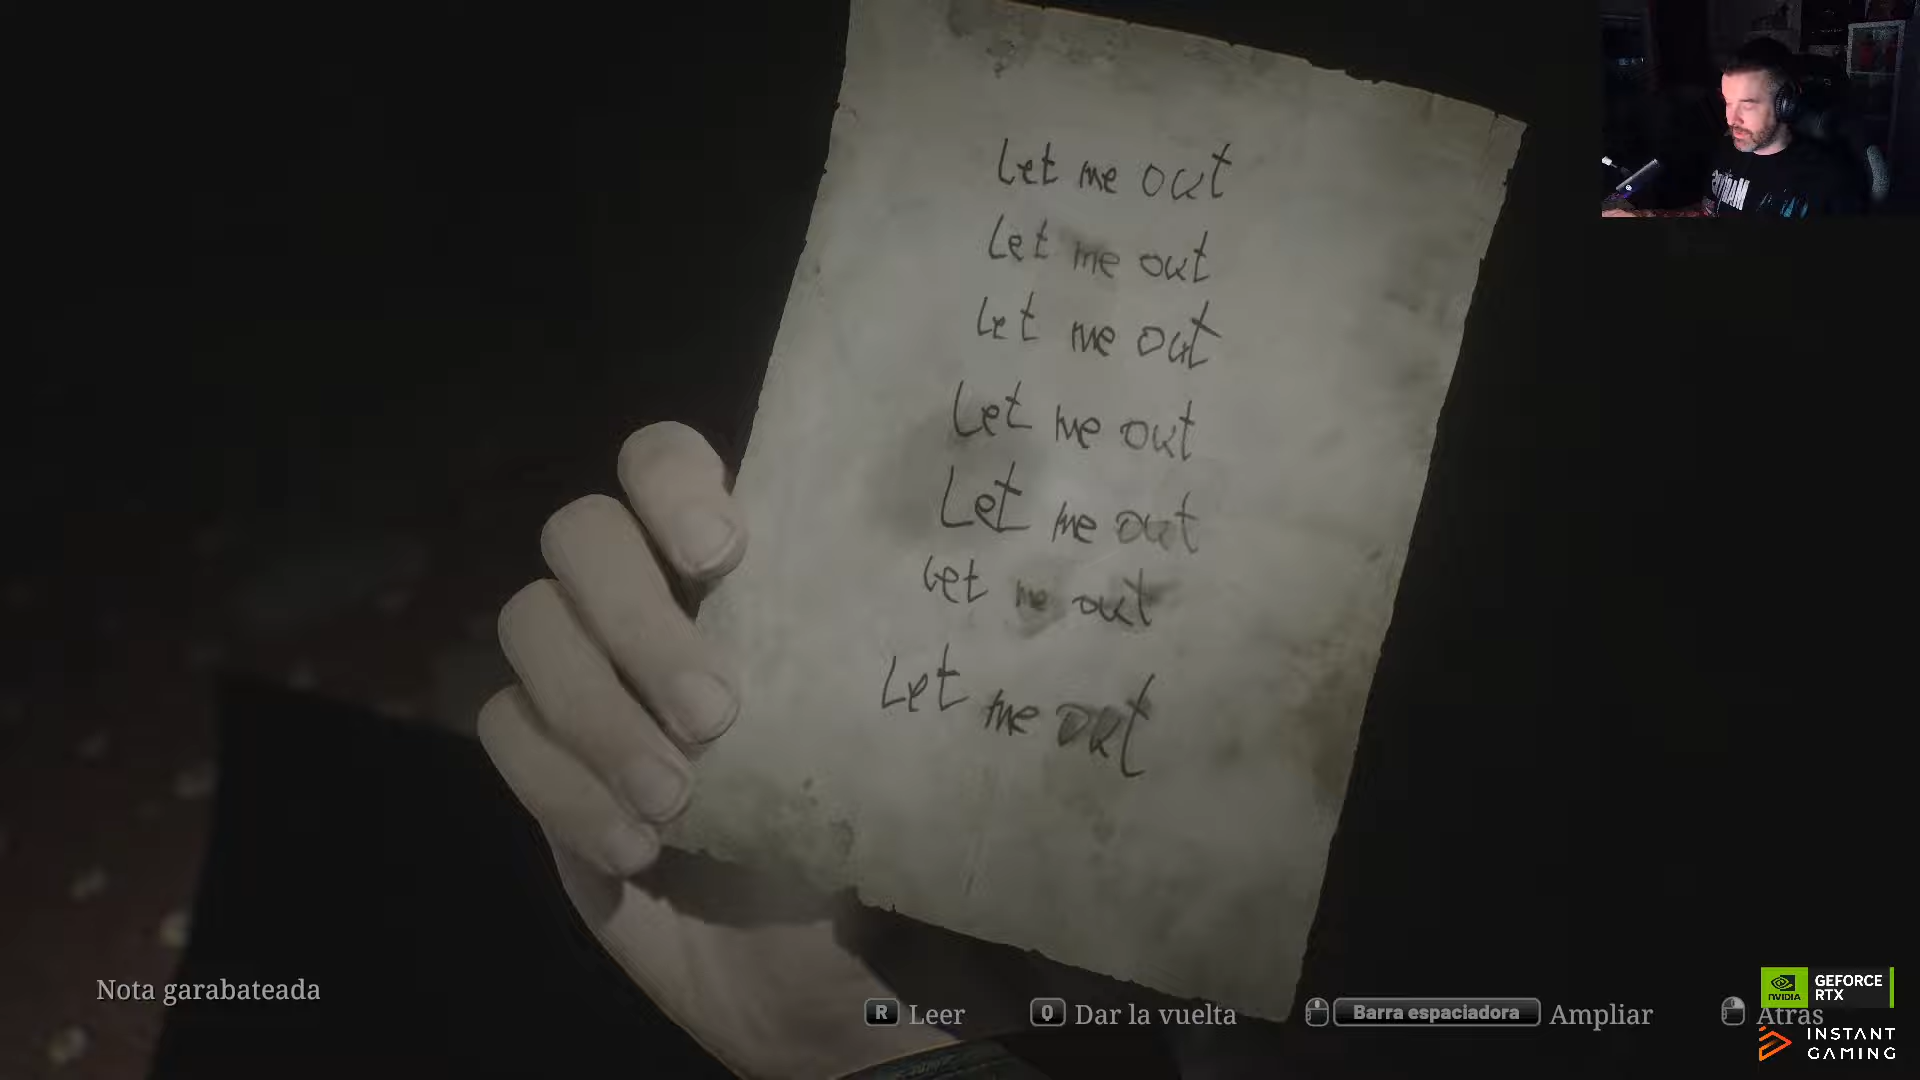 Let me out
Let me out
Let me out
Let me out
Let me out
Let me out
Let me out
Nota garabateada
R Leer
Q Dar la vuelta
Barra espaciadora Ampliar
Atrás
NVIDIA
GEFORCE
RTX
INSTANT
GAMING